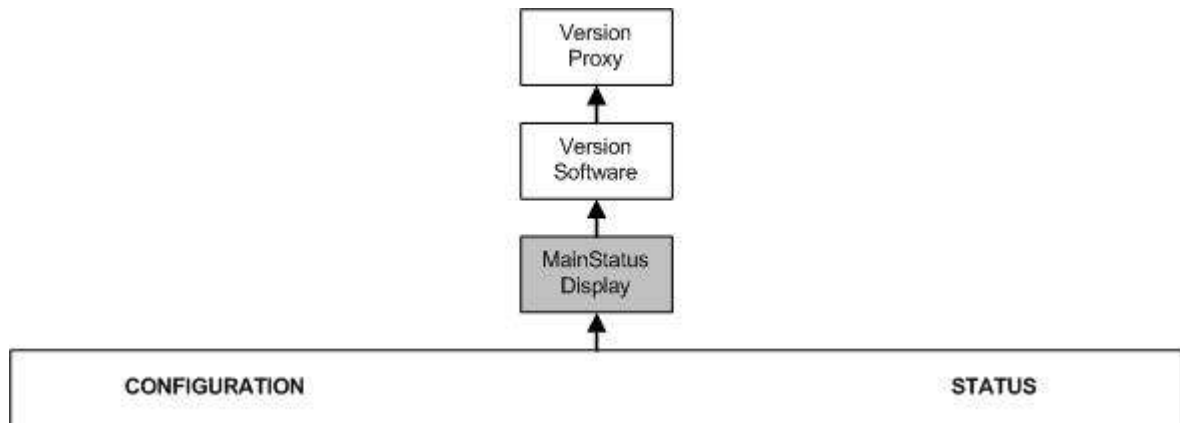 Version
Proxy
Version
Software
MainStatus
Display
CONFIGURATION
STATUS